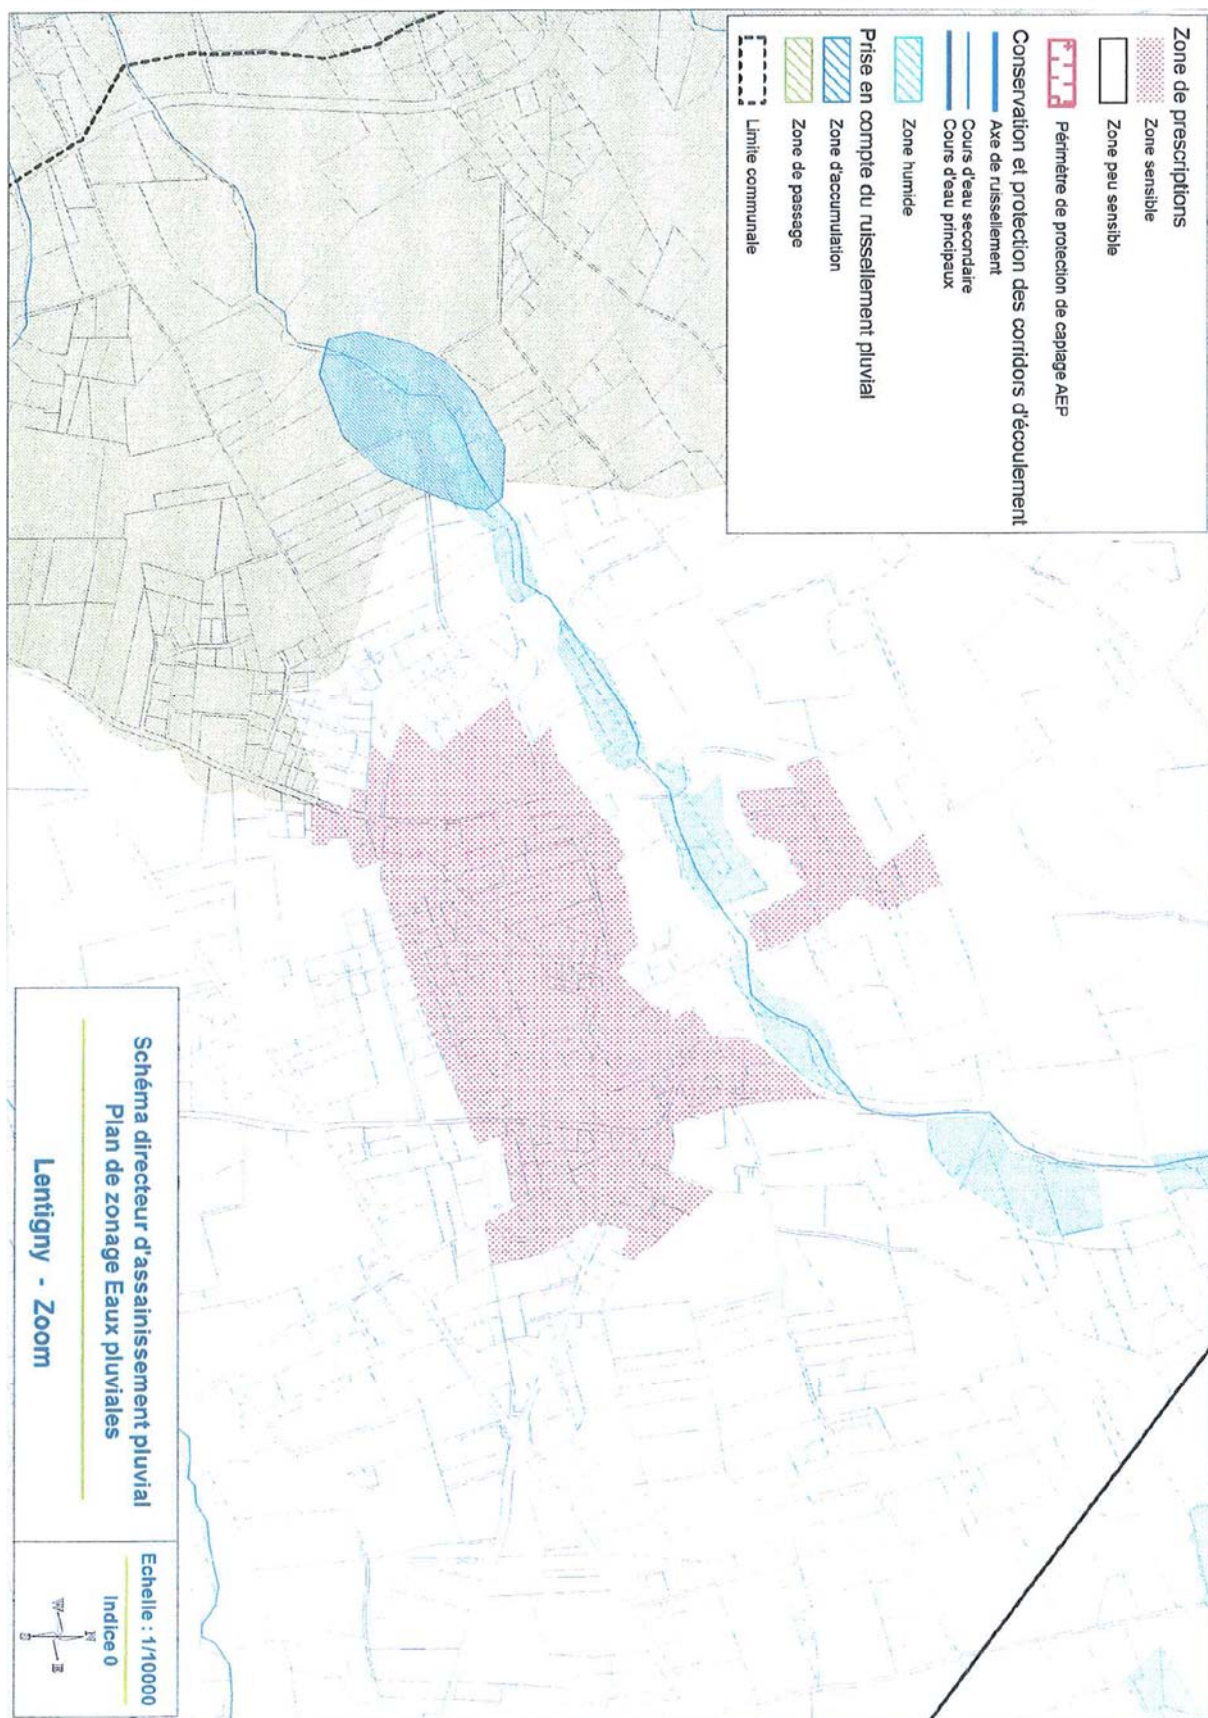 Zone de prescriptions
Zone sensible
Zone peu sensible
Périmètre de protection de captage AEP
Conservation et protection des corridors d'écoulement
Axe de ruissellement
Cours d'eau secondaire
Cours d'eau principaux
Zone humide
Prise en compte du ruissellement pluvial
Zone d'accumulation
Zone de passage
Limite communale
Schéma directeur d'assainissement pluvial
Plan de zonage Eaux pluviales
Lentigny - Zoom
Echelle : 1/10000
Indice 0
N
W
E
S